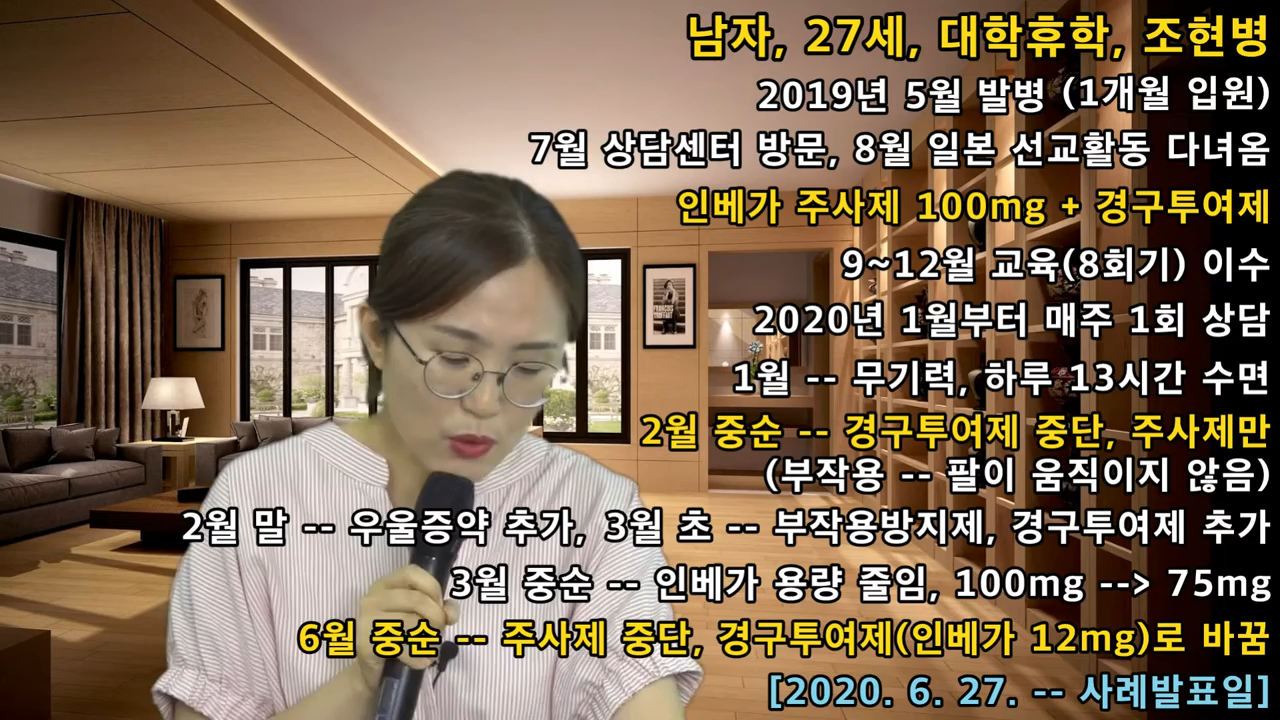 남자, 27세, 대학휴학, 조현병
2019년 5월 발병 (1개월 입원)
7월 상담센터 방문, 8월 일본 선교활동 다녀옴
인베가 주사제 100mg + 경구투여제
9~12월 교육(8회기) 이수
2020년 1월부터 매주 1회 상담
1월 -- 무기력, 하루 13시간 수면
2월 중순 -- 경구투여제 중단, 주사제만
(부작용 -- 팔이 움직이지 않음)
2월 말 -- 우울증약 추가, 3월 초 -- 부작용방지제, 경구투여제 추가
3월 중순 -- 인베가 용량 줄임, 100mg --> 75mg
6월 중순 -- 주사제 중단, 경구투여제(인베가 12mg)로 바꿈
[2020. 6. 27. -- 사례발표일]